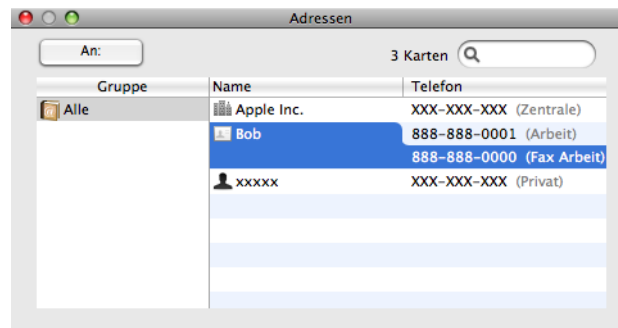 Adressen
An:
3 Karten
Gruppe Name Telefon
Alle Apple Inc. XXX-XXX-XXX (Zentrale)
Bob 888-888-0001 (Arbeit)
888-888-0000 (Fax Arbeit)
xxxxx XXX-XXX-XXX (Privat)